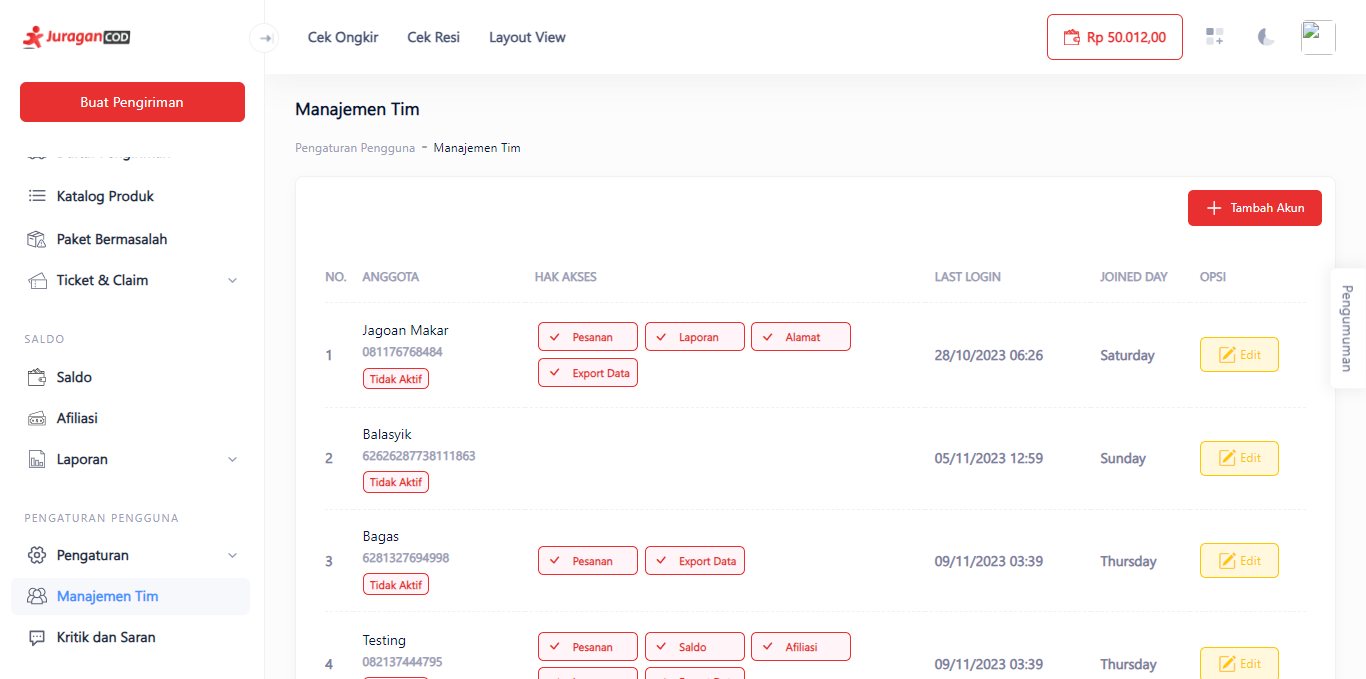 JuraganCOD
Cek Ongkir
Cek Resi
Layout View
Rp 50.012,00
Buat Pengiriman
Katalog Produk
Paket Bermasalah
Ticket & Claim
SALDO
Saldo
Afiliasi
Laporan
PENGATURAN PENGGUNA
Pengaturan
Manajemen Tim
Kritik dan Saran
Manajemen Tim
Pengaturan Pengguna - Manajemen Tim
Tambah Akun
NO. ANGGOTA HAK AKSES LAST LOGIN JOINED DAY OPSI
Jagoan Makar
081176768484
Tidak Aktif
1
Pesanan Laporan Alamat
Export Data
28/10/2023 06:26 Saturday Edit
Balasyik
62626287738111863
Tidak Aktif
2
05/11/2023 12:59 Sunday Edit
Bagas
6281327694998
Tidak Aktif
3
Pesanan Export Data
09/11/2023 03:39 Thursday Edit
Testing
082137444795
4
Pesanan Saldo Afiliasi
09/11/2023 03:39 Thursday Edit
Pengumuman